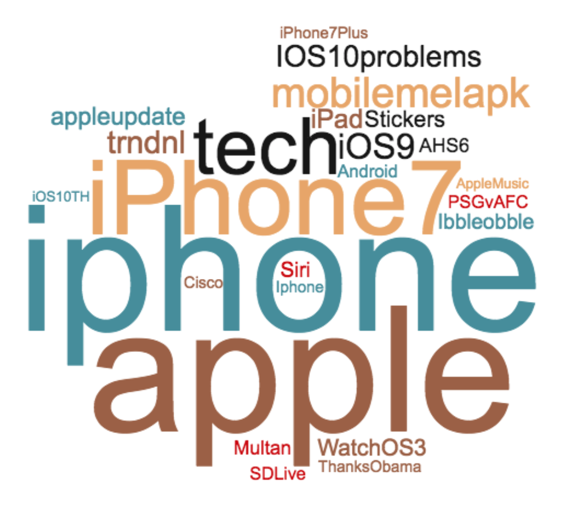 iPhone7Plus
IOS10problems
mobilemelapk
appleupdate
iPad Stickers
trndnl
tech
iOS9
AHS6
Android
iPhone7
AppleMusic
iOS10TH
PSGvAFC
lbbleobble
iphone
Siri
Cisco
Iphone
apple
Multan
WatchOS3
ThanksObama
SDLive